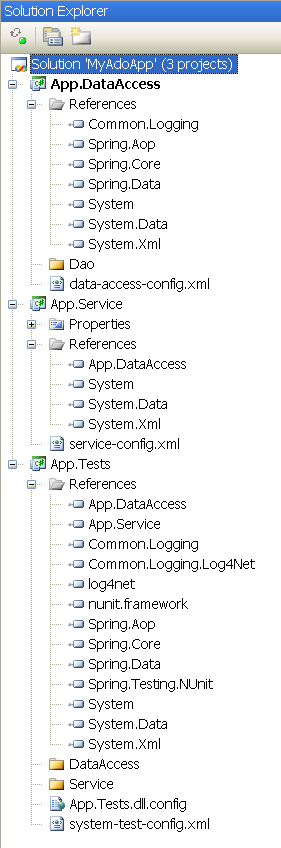 Solution Explorer
Solution 'MyAdoApp' (3 projects)
App.DataAccess
References
Common.Logging
Spring.Aop
Spring.Core
Spring.Data
System
System.Data
System.Xml
Dao
data-access-config.xml
App.Service
Properties
References
App.DataAccess
System
System.Data
System.Xml
service-config.xml
App.Tests
References
App.DataAccess
App.Service
Common.Logging
Common.Logging.Log4Net
log4net
nunit.framework
Spring.Aop
Spring.Core
Spring.Data
Spring.Testing.NUnit
System
System.Data
System.Xml
DataAccess
Service
App.Tests.dll.config
system-test-config.xml